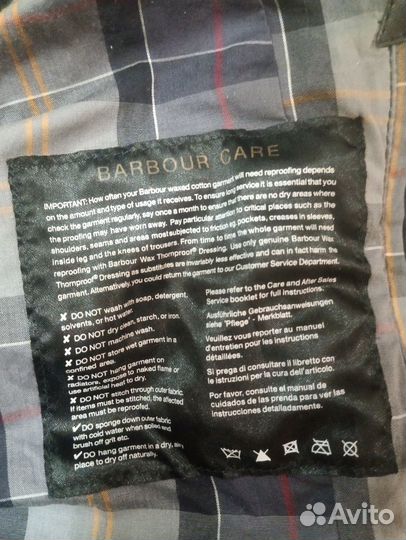 BARBOUR CARE
IMPORTANT: How often your Barbour waxed cotton garment will need reproofing depends
on the amount and type of usage it receives. To ensure long service it is essential that you
check the garment regularly, say once a month to ensure that there are no dry areas where
the proofing may have worn away. Pay particular attention to critical places such as the
shoulders, seams and areas most subjected to friction eg. pockets, creases in sleeves,
inside leg and the knees of trousers. From time to time the whole garment will need
reproofing with Barbour Wax Thornproof® Dressing. Use only genuine Barbour Wax
Thornproof® Dressing as substitutes are invariably less effective and can in fact harm the
garment. Alternatively, you could return the garment to our Customer Service Department.
✗ DO NOT wash with soap, detergent,
solvents, or hot water.
✗ DO NOT dry clean, starch, or iron.
✗ DO NOT machine wash.
✗ DO NOT store wet garment in a
confined area.
✗ DO NOT hang garment on
radiators, expose to naked flame or
use artificial heat to dry.
✗ DO NOT stitch through outer fabric
If items must be stitched, the affected
area must be reproofed.
✓ DO sponge down outer fabric
with cold water when soiled and
brush off grit etc.
✓ DO hang garment in a dry, airy
place to dry off naturally.
Please refer to the Care and After Sales
Service booklet for full instructions.
Ausführliche Gebrauchsanweisungen
siehe "Pflege" - Merkblatt.
Veuillez vous reporter au manuel
d'entretien pour les instructions
détaillées.
Si prega di consultare il libretto con
le istruzioni per la cura dell'articolo.
Por favor, consulte el manual de
cuidados de la prenda para ver las
instrucciones detalladamente.
Avito